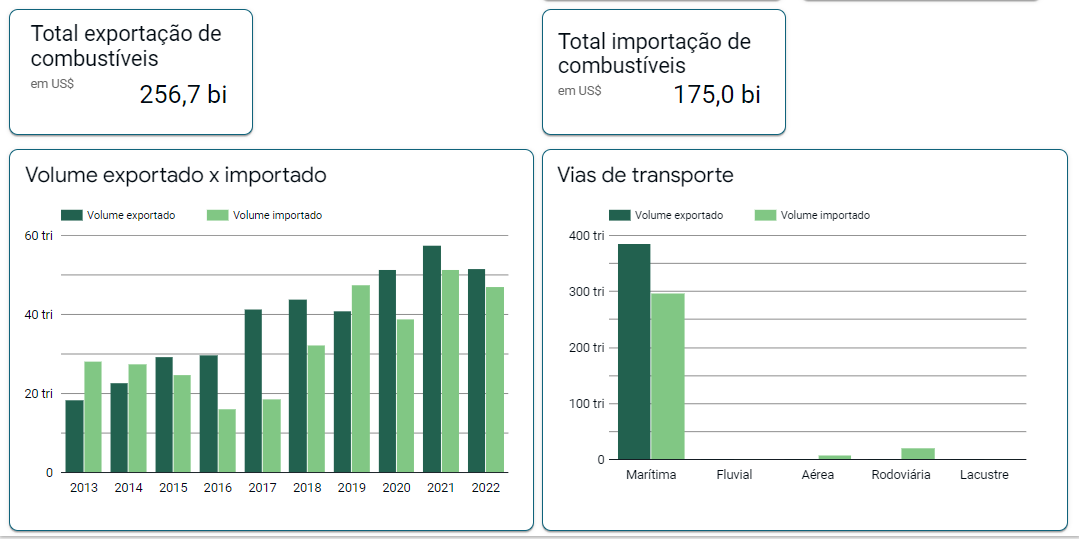 Total exportação de
combustíveis
em US$
256,7 bi
Total importação de
combustíveis
em US$
175,0 bi
Volume exportado x importado
Volume exportado
Volume importado
60 tri
40 tri
20 tri
0
2013
2014
2015
2016
2017
2018
2019
2020
2021
2022
Vias de transporte
Volume exportado
Volume importado
400 tri
300 tri
200 tri
100 tri
0
Marítima
Fluvial
Aérea
Rodoviária
Lacustre